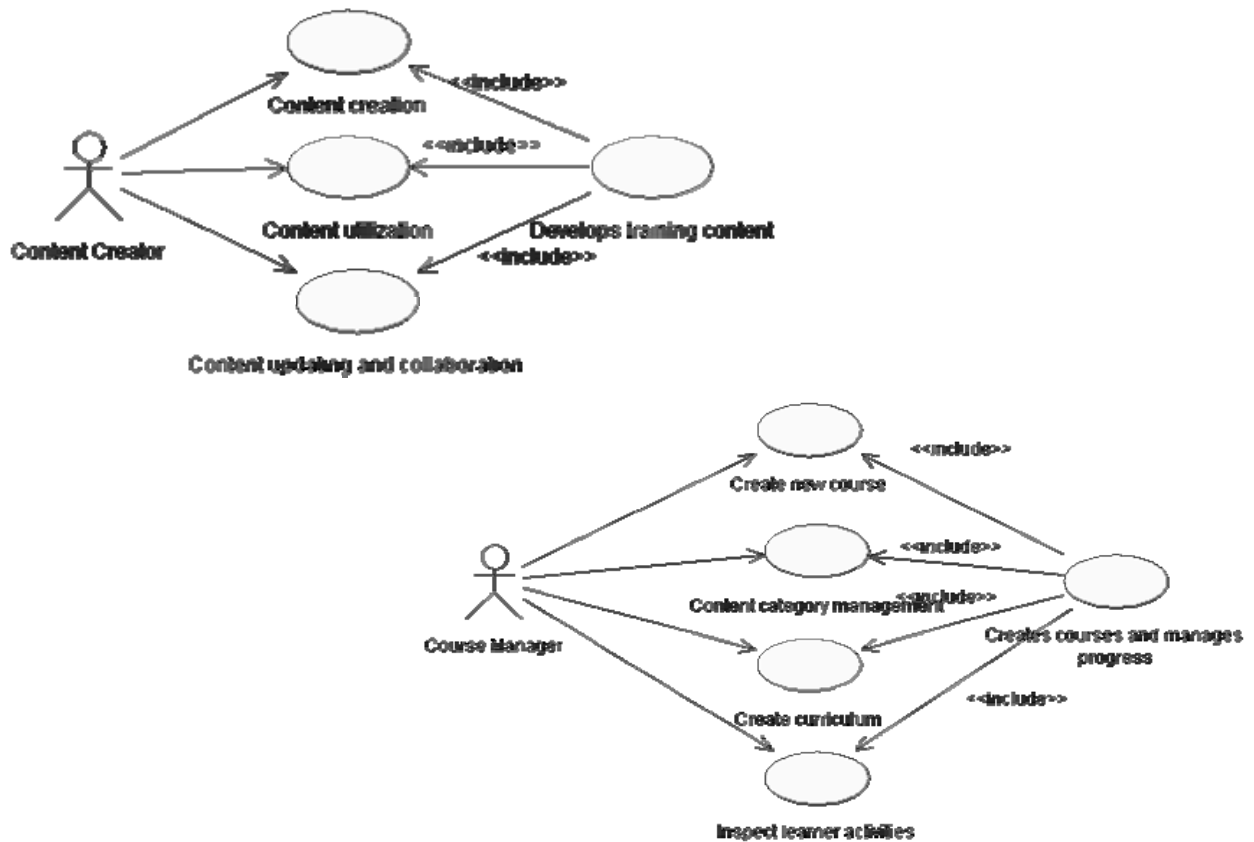 <<include>>
Content creation
<<include>>
Content utilization
Develops training content
Content Creator
<<include>>
Content updating and collaboration
<<include>>
Create new course
<<include>>
<<include>>
Content category management
Creates courses and manages
progress
Course Manager
<<include>>
Create curriculum
Inspect learner activities